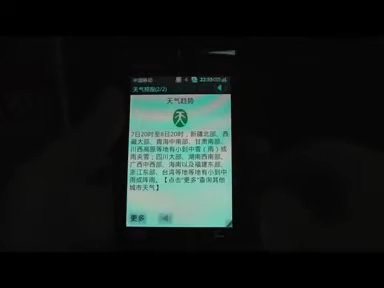 中国移动 22:55
天气预报(2/2)
天气趋势
天
7日20时至8日20时，新疆北部、西
藏大部、青海中南部、甘肃南部、
川西高原等地有小到中雪（雨）或
雨夹雪；四川大部、湖南西南部、
广西中西部、海南以及福建东部、
浙江东部、台湾等地等地有小到中
雨或阵雨。【点击"更多"查询其他
城市天气】
更多